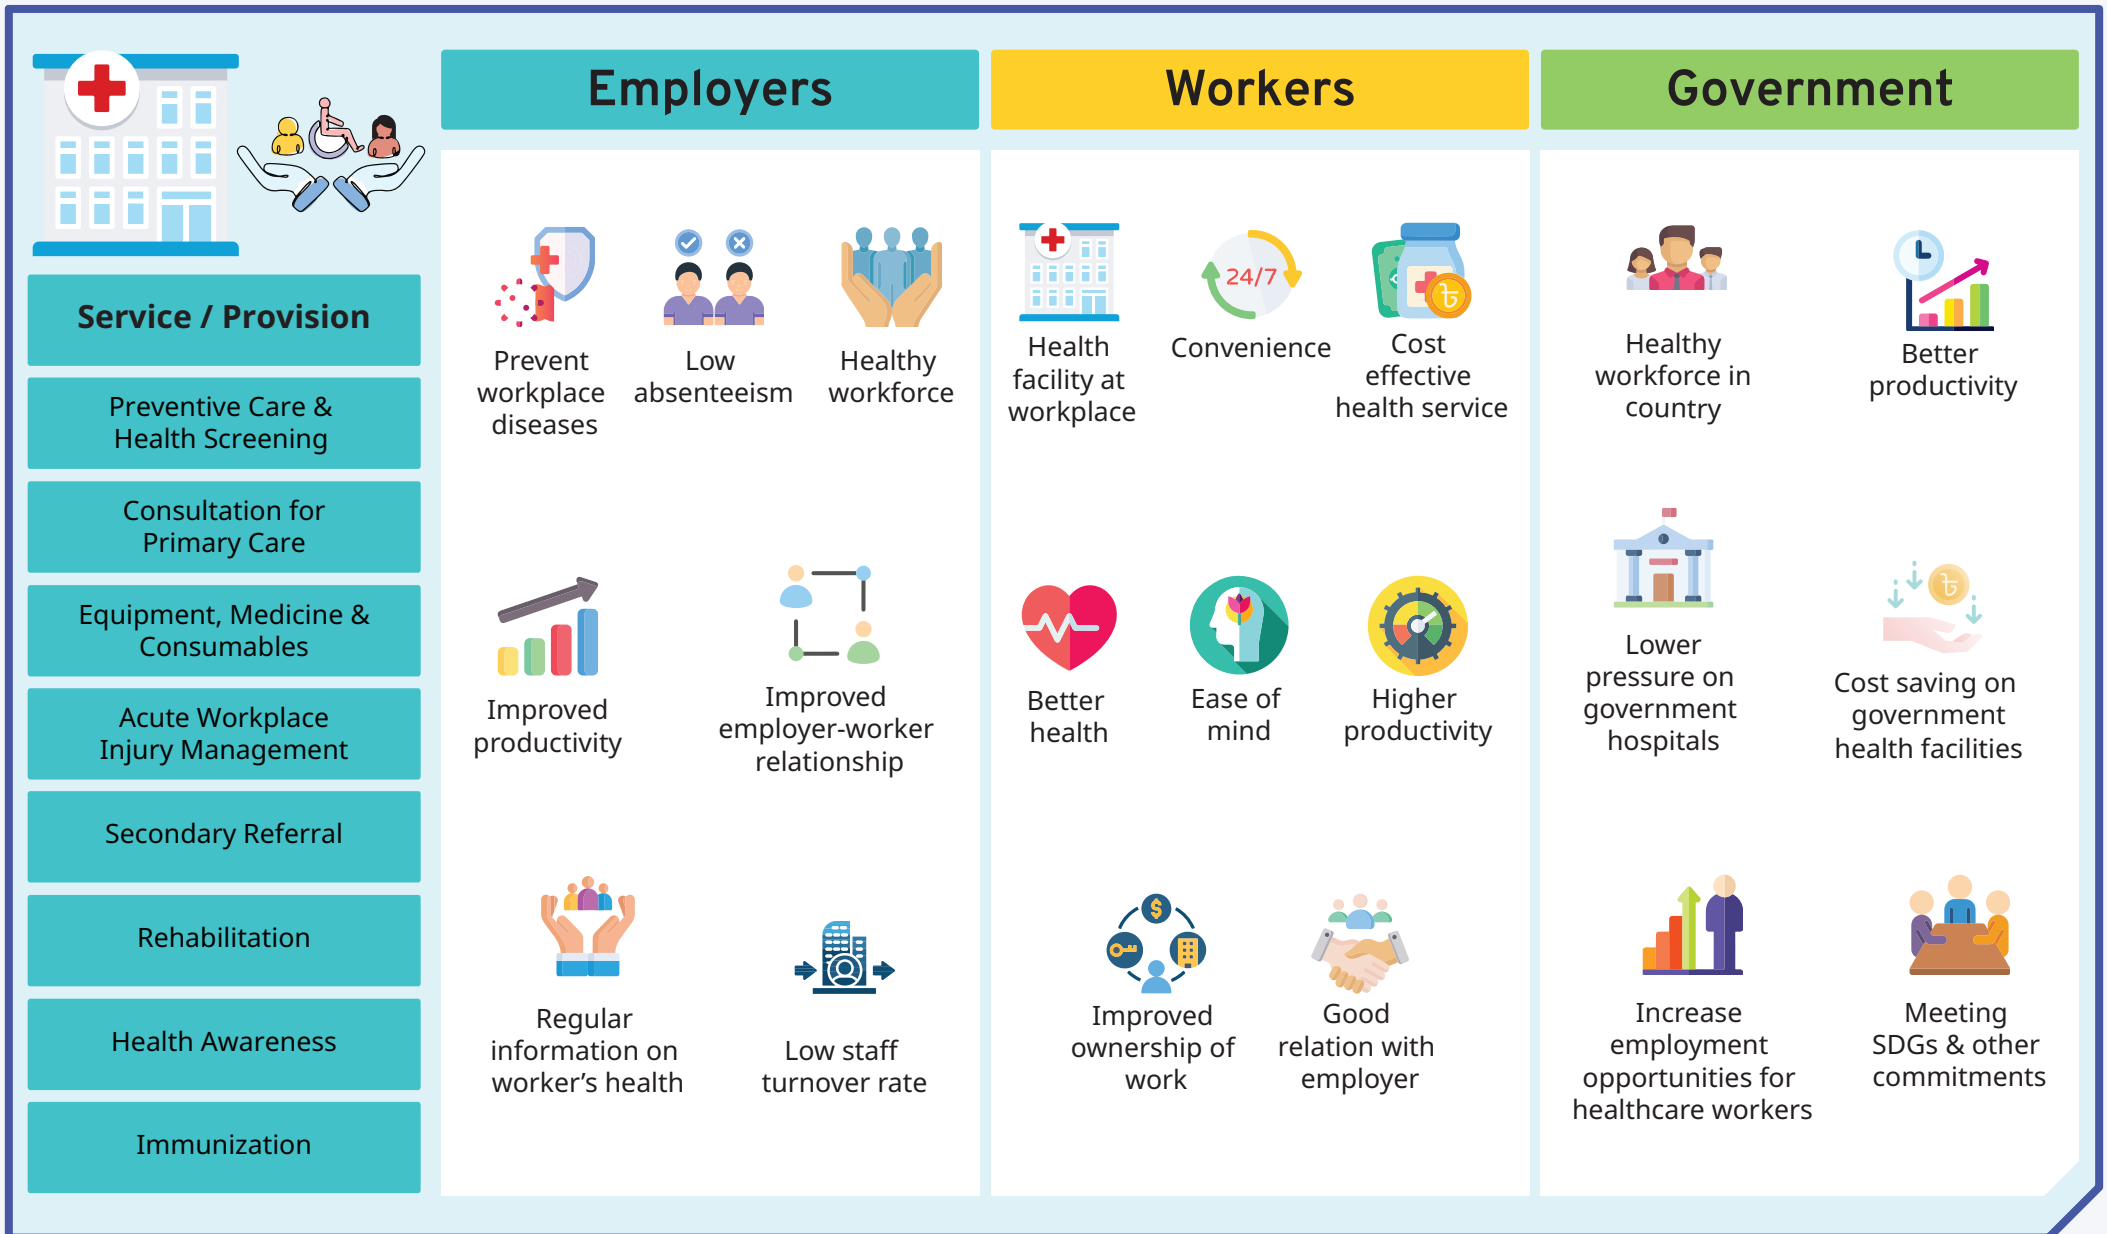 Service / Provision
Preventive Care &
Health Screening
Consultation for
Primary Care
Equipment, Medicine &
Consumables
Acute Workplace
Injury Management
Secondary Referral
Rehabilitation
Health Awareness
Immunization
Employers
Prevent
workplace
diseases
Low
absenteeism
Healthy
workforce
Improved
productivity
Improved
employer-worker
relationship
Regular
information on
worker’s health
Low staff
turnover rate
Workers
Health
facility at
workplace
24/7
Convenience
৳
Cost
effective
health service
Better
health
Ease of
mind
Higher
productivity
$
Improved
ownership of
work
Good
relation with
employer
Government
Healthy
workforce in
country
Better
productivity
Lower
pressure on
government
hospitals
৳
Cost saving on
government
health facilities
Increase
employment
opportunities for
healthcare workers
Meeting
SDGs & other
commitments